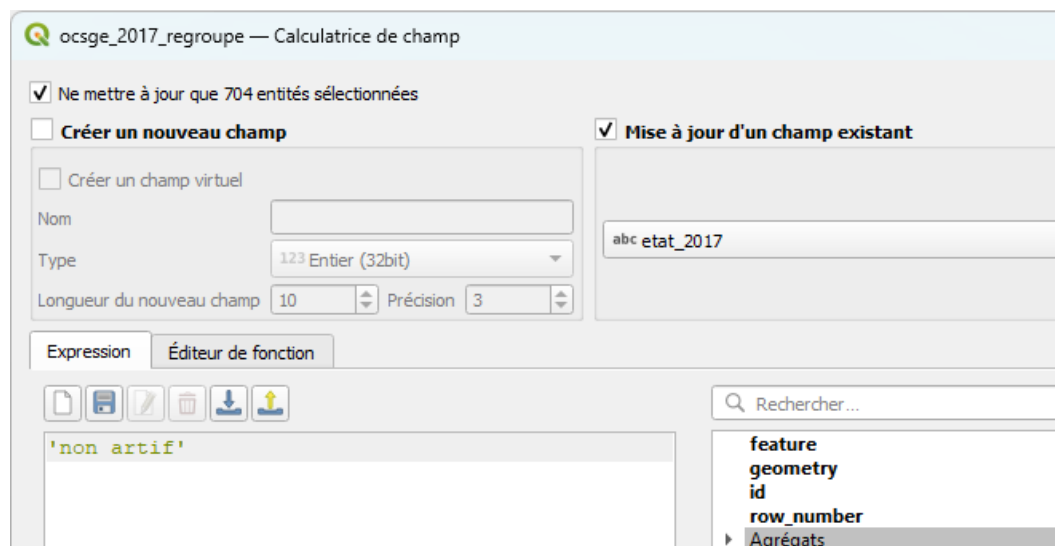 ocsge_2017_regroupe — Calculatrice de champ
Ne mettre à jour que 704 entités sélectionnées
Créer un nouveau champ
Mise à jour d'un champ existant
Créer un champ virtuel
Nom
abc etat_2017
Type
123 Entier (32bit)
Longueur du nouveau champ 10 Précision 3
Expression Éditeur de fonction
Rechercher...
'non artif'
feature
geometry
id
row_number
Agrégats